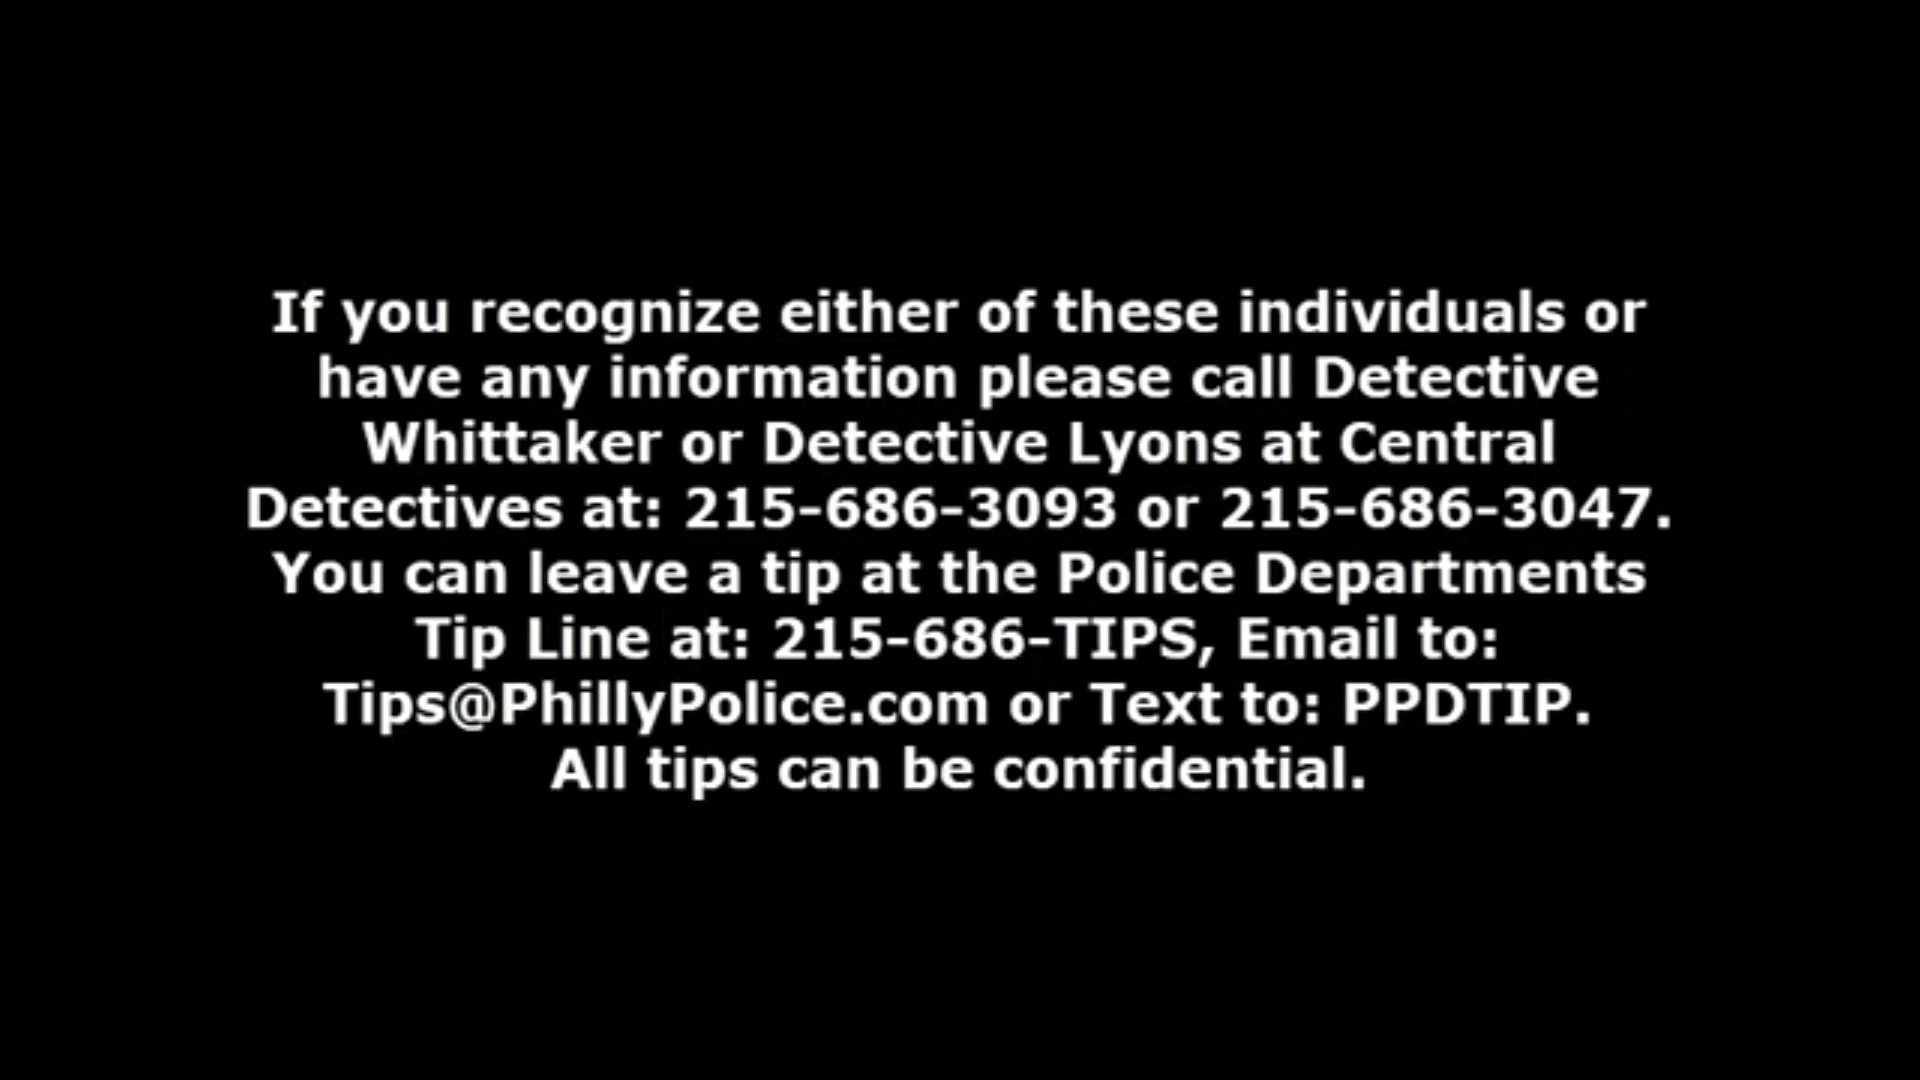 If you recognize either of these individuals or
have any information please call Detective
Whittaker or Detective Lyons at Central
Detectives at: 215-686-3093 or 215-686-3047.
You can leave a tip at the Police Departments
Tip Line at: 215-686-TIPS, Email to:
Tips@PhillyPolice.com or Text to: PPDTIP.
All tips can be confidential.